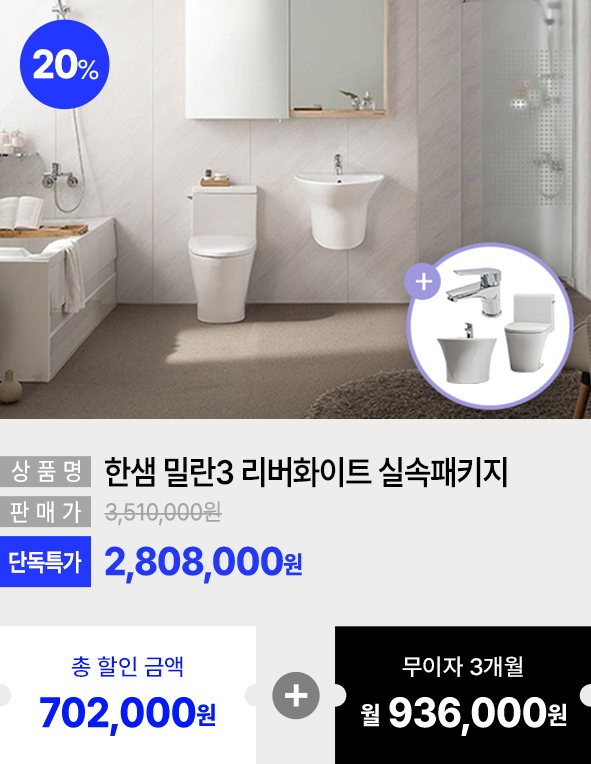 20%
+
상품명 한샘 밀란3 리버화이트 실속패키지
판매가 3,510,000원
단독특가 2,808,000원
총 할인 금액
702,000원
+
무이자 3개월
월 936,000원